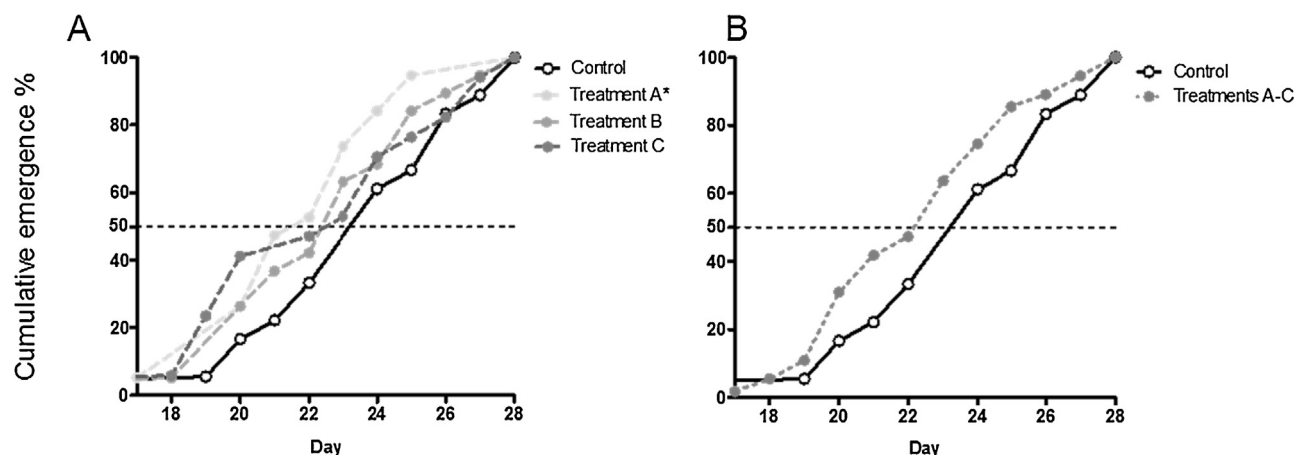 A
Cumulative emergence %
100
80
60
50
40
20
0
18 20 22 24 26 28
Day
Control
Treatment A*
Treatment B
Treatment C
B
100
80
60
50
40
20
0
18 20 22 24 26 28
Day
Control
Treatments A-C